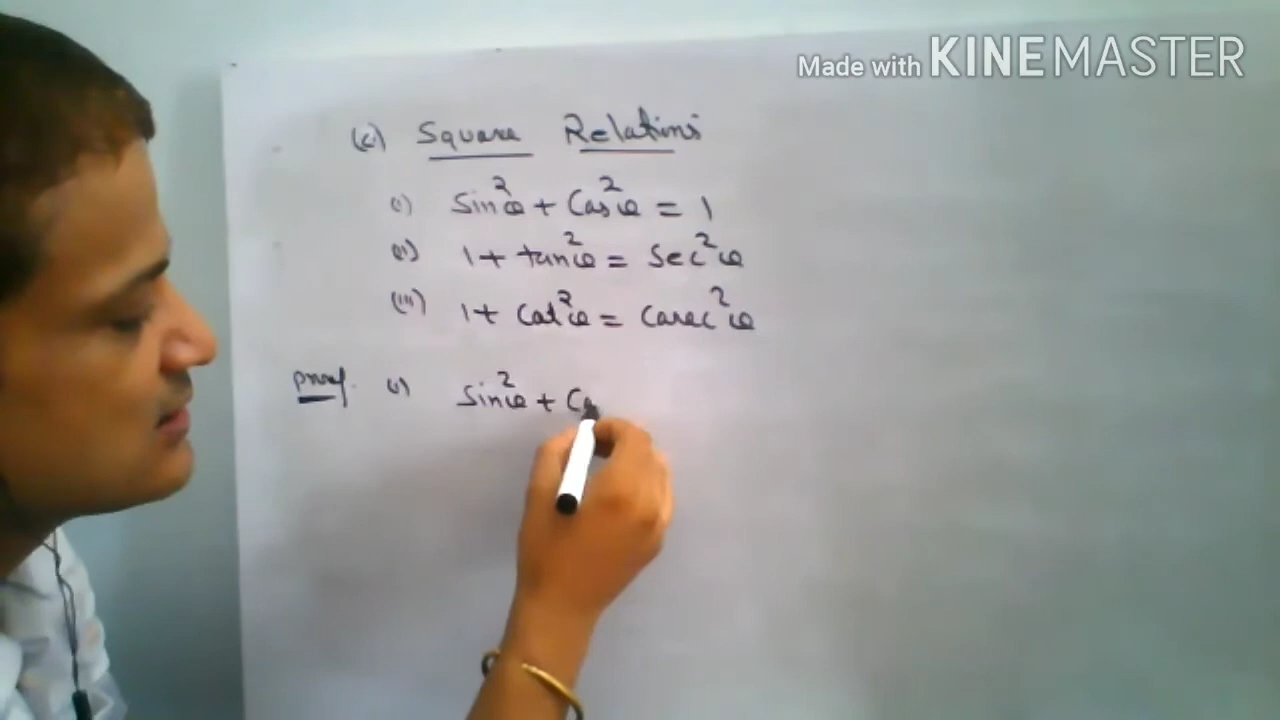 Made with KINEMASTER
(c) Square Relations
(i) Sin²θ + Cos²θ = 1
(ii) 1 + tan²θ = Sec²θ
(iii) 1 + Cot²θ = Cosec²θ
Proof. (i) Sin²θ + Co